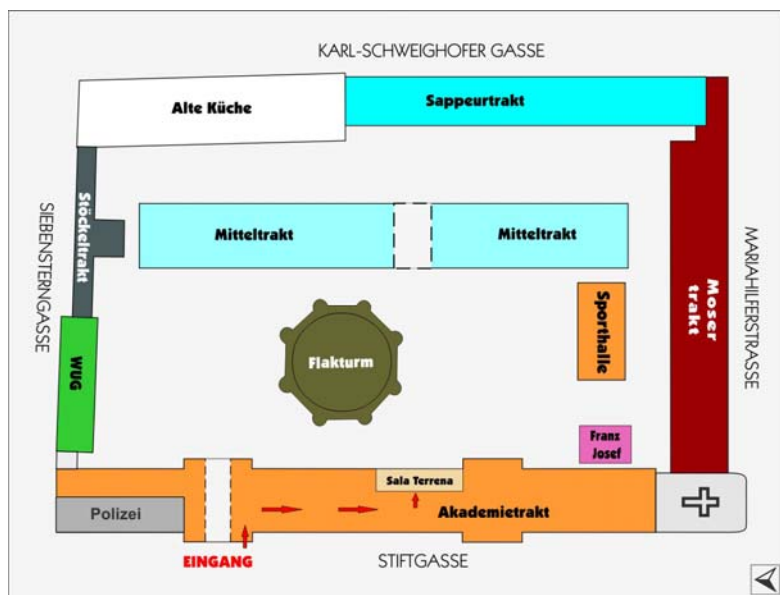 KARL-SCHWEIGHOFER GASSE
Alte Küche
Sappeurtrakt
Stöckeltrakt
SIEBENSTERNGASSE
Mitteltrakt
Mitteltrakt
Moser
trakt
MARIAHILFERSTRASSE
Sporthalle
Flakturm
WUG
Franz
Josef
Sala Terrena
Polizei
Akademietrakt
EINGANG
STIFTGASSE